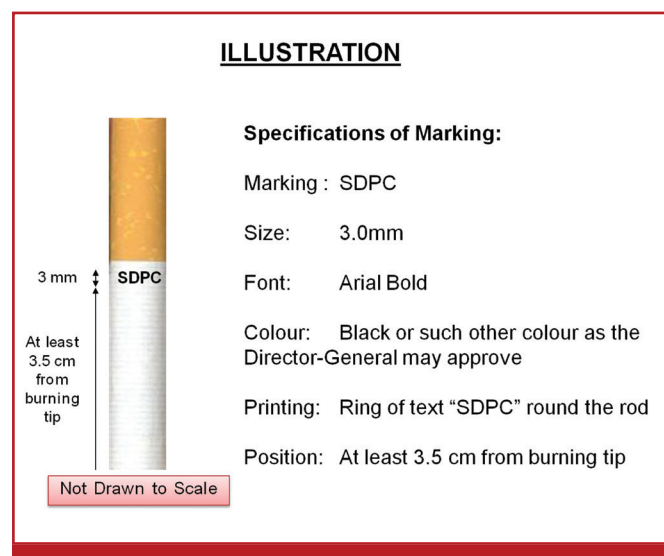 ILLUSTRATION
Specifications of Marking:
Marking : SDPC
Size: 3.0mm
3 mm
SDPC
Font: Arial Bold
At least
3.5 cm
from
burning
tip
Colour: Black or such other colour as the
Director-General may approve
Printing: Ring of text “SDPC” round the rod
Position: At least 3.5 cm from burning tip
Not Drawn to Scale